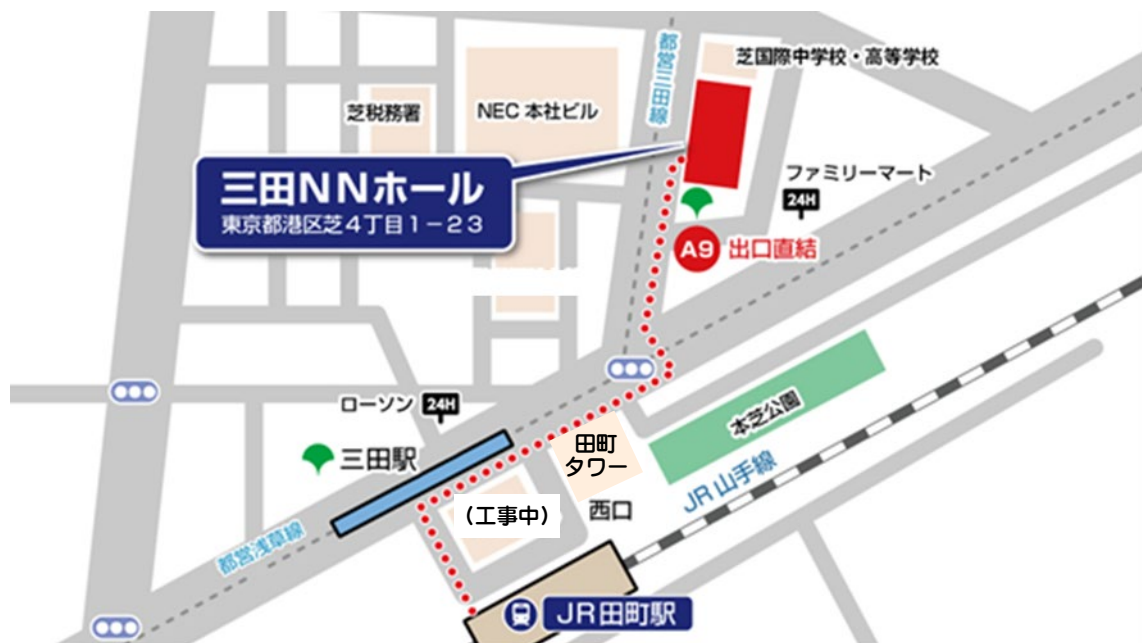 芝国際中学校・高等学校
都営三田線
芝税務署
NEC 本社ビル
三田NNホール
東京都港区芝4丁目1−23
ファミリーマート
24H
A9 出口直結
ローソン 24H
三田駅
田町
タワー
本芝公園
JR山手線
(工事中)
西口
都営浅草線
JR田町駅